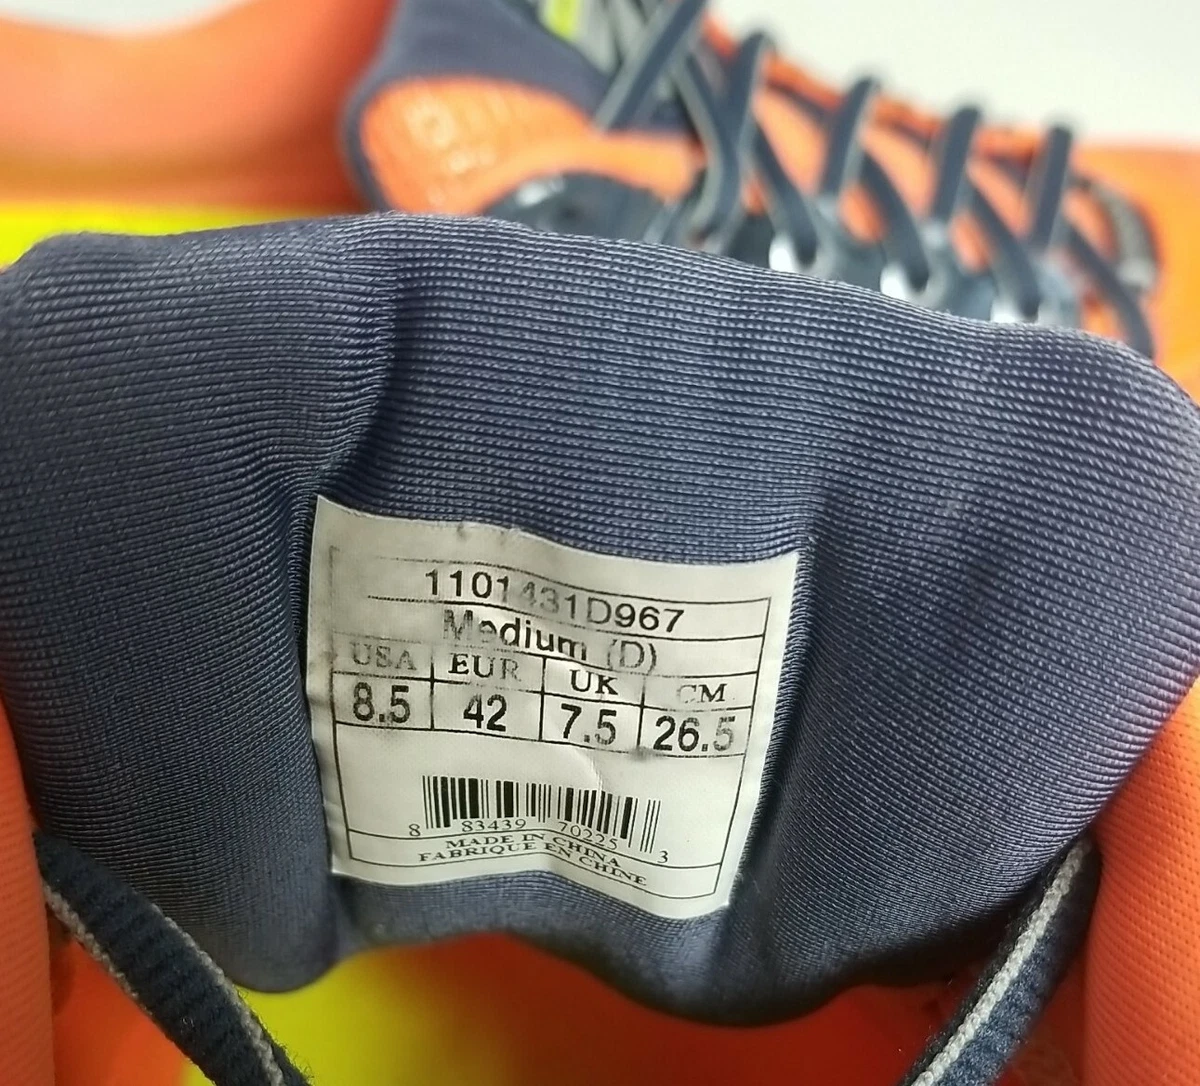 1101431D967
Medium (D)
USA EUR UK CM
8.5 42 7.5 26.5
8 83439 70225 3
MADE IN CHINA
FABRIQUE EN CHINE